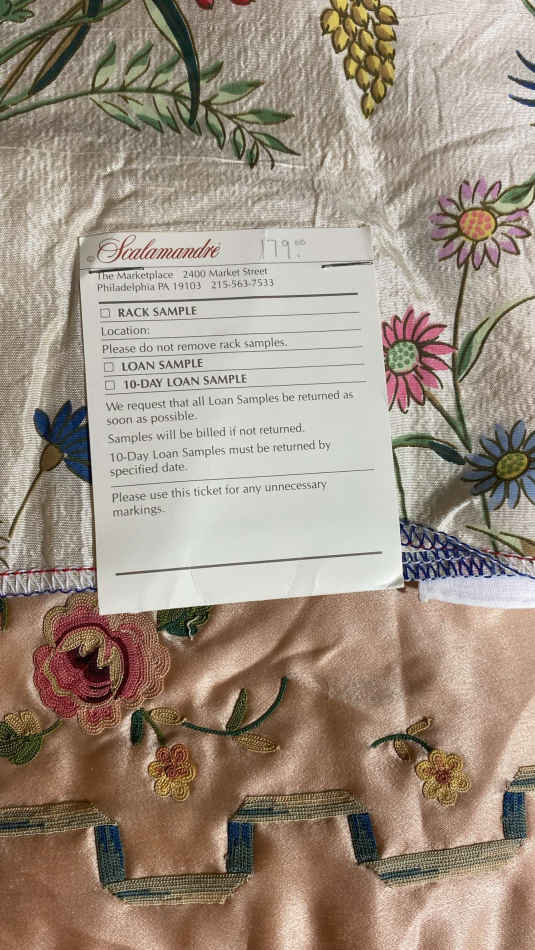 © Scalamandré 179.00
The Marketplace 2400 Market Street
Philadelphia PA 19103 215-563-7533
☐ RACK SAMPLE
Location:
Please do not remove rack samples.
☐ LOAN SAMPLE
☐ 10-DAY LOAN SAMPLE
We request that all Loan Samples be returned as
soon as possible.
Samples will be billed if not returned.
10-Day Loan Samples must be returned by
specified date.
Please use this ticket for any unnecessary
markings.